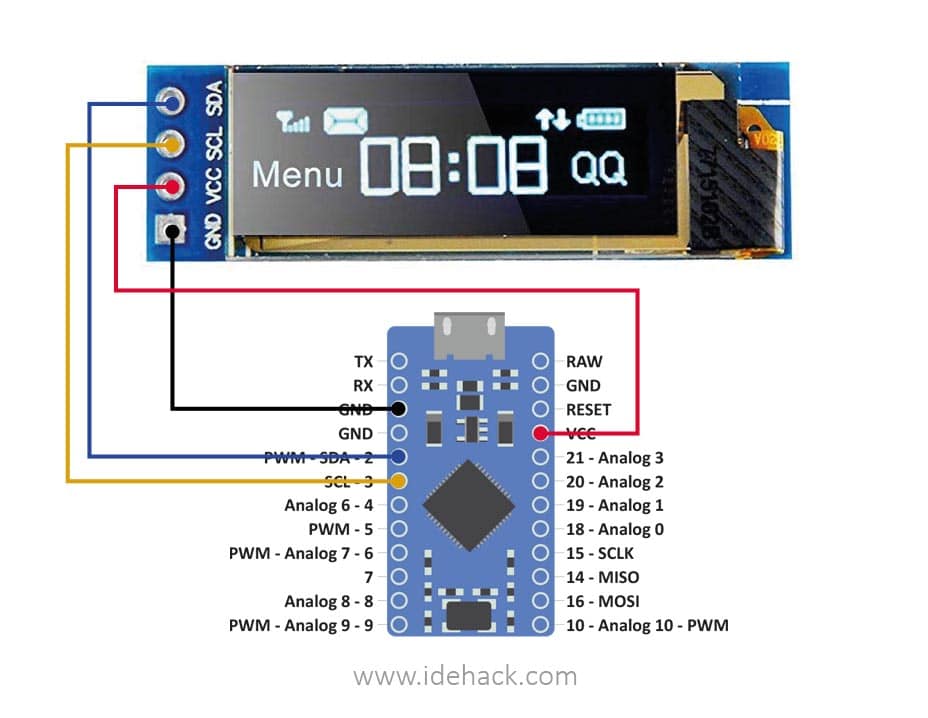 SDA
SCL
VCC
GND
Menu 08:08 QQ
TX
RX
GND
GND
PWM - SDA - 2
SCL - 3
Analog 6 - 4
PWM - 5
PWM - Analog 7 - 6
7
Analog 8 - 8
PWM - Analog 9 - 9
RAW
GND
RESET
VCC
21 - Analog 3
20 - Analog 2
19 - Analog 1
18 - Analog 0
15 - SCLK
14 - MISO
16 - MOSI
10 - Analog 10 - PWM
www.idehack.com